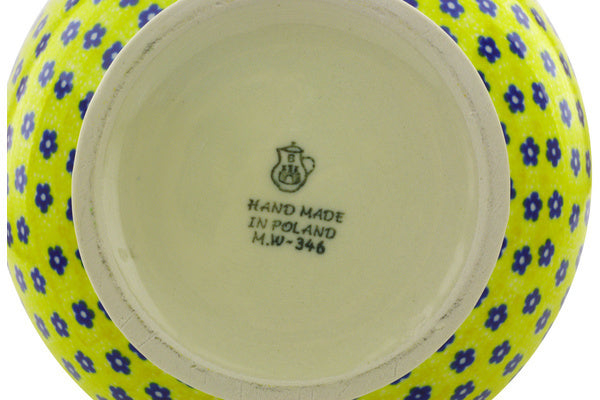 B
HAND MADE
IN POLAND
M.W-346